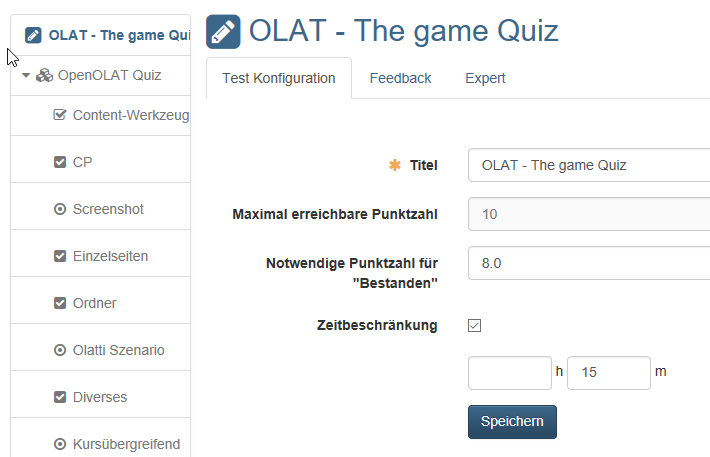 OLAT - The game Qui
OpenOLAT Quiz
Content-Werkzeug
CP
Screenshot
Einzelseiten
Ordner
Olatti Szenario
Diverses
Kursübergreifend
OLAT - The game Quiz
Test Konfiguration
Feedback
Expert
Titel
OLAT - The game Quiz
Maximal erreichbare Punktzahl
10
Notwendige Punktzahl für
"Bestanden"
8.0
Zeitbeschränkung
h 15 m
Speichern